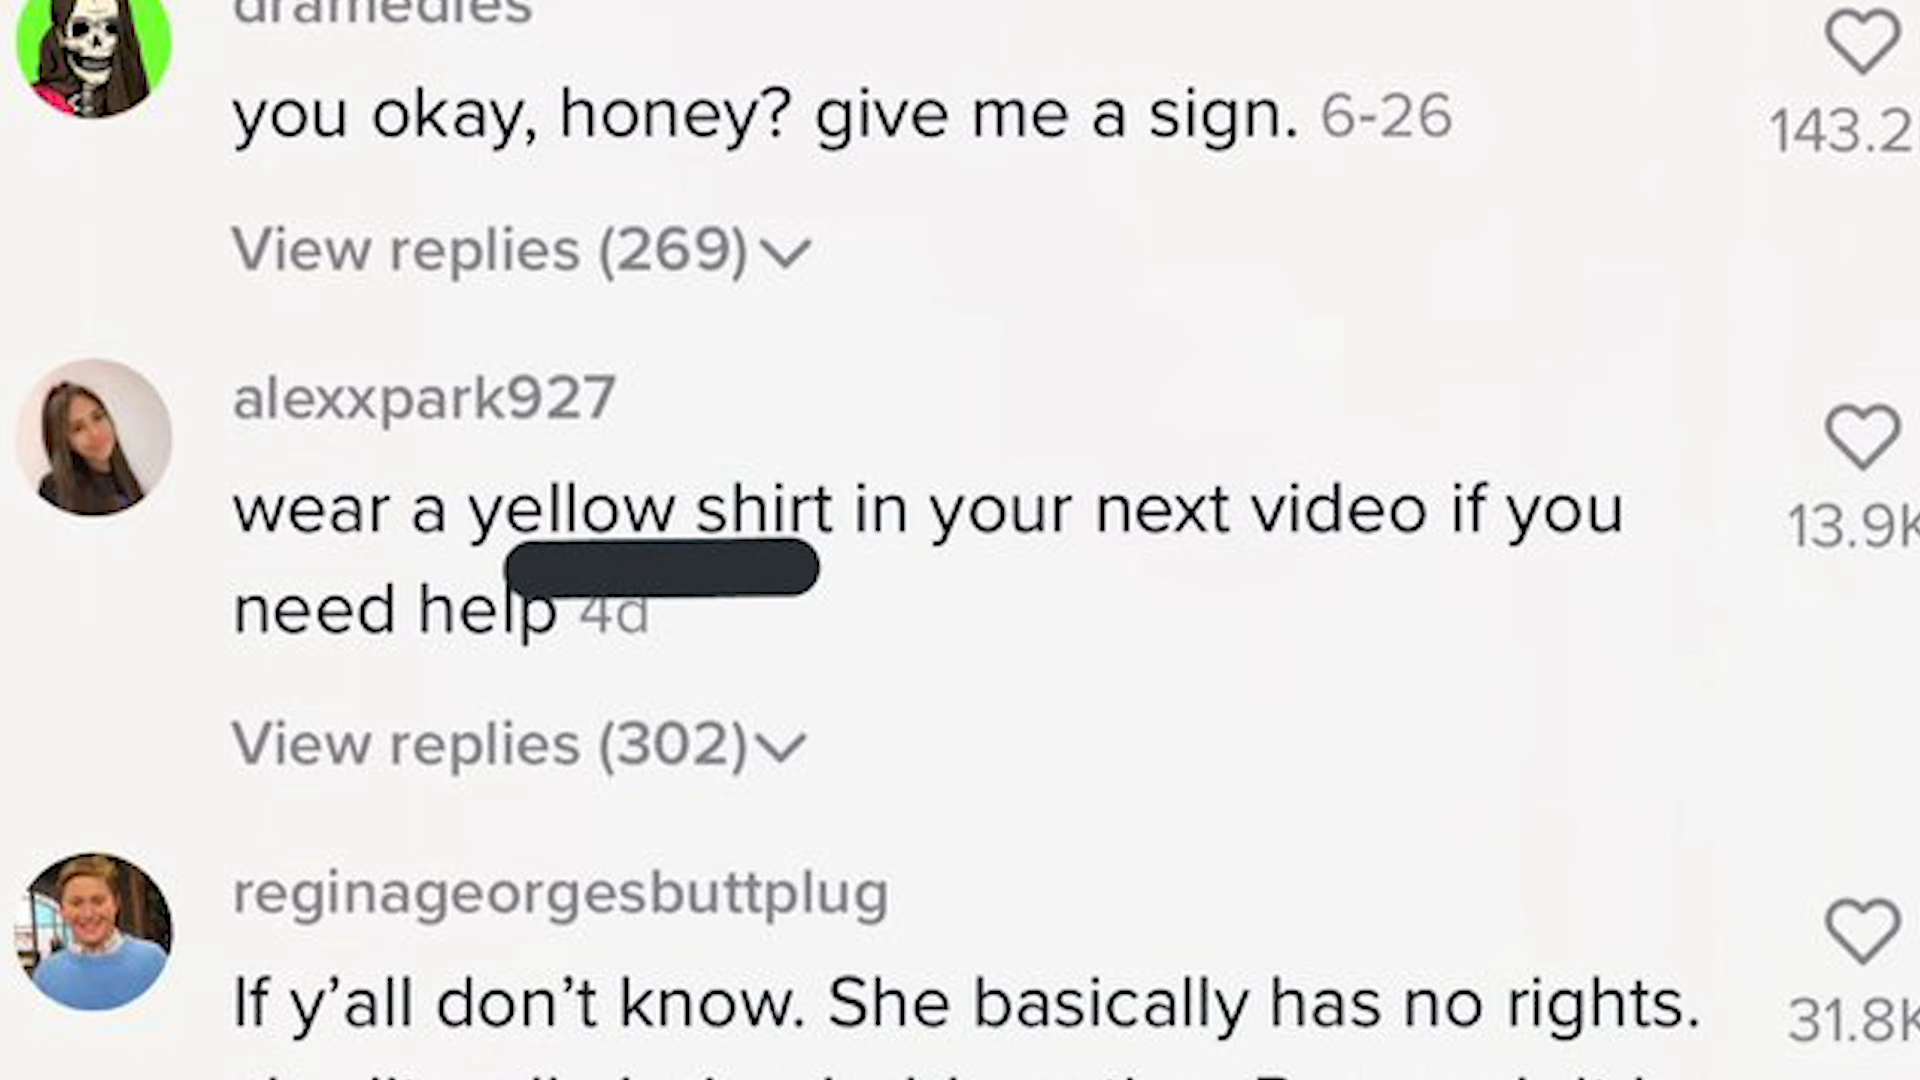 dramedies
you okay, honey? give me a sign. 6-26
143.2
View replies (269)
alexxpark927
wear a yellow shirt in your next video if you
need help 4d
13.9K
View replies (302)
reginageorgesbuttplug
If y’all don’t know. She basically has no rights.
31.8K